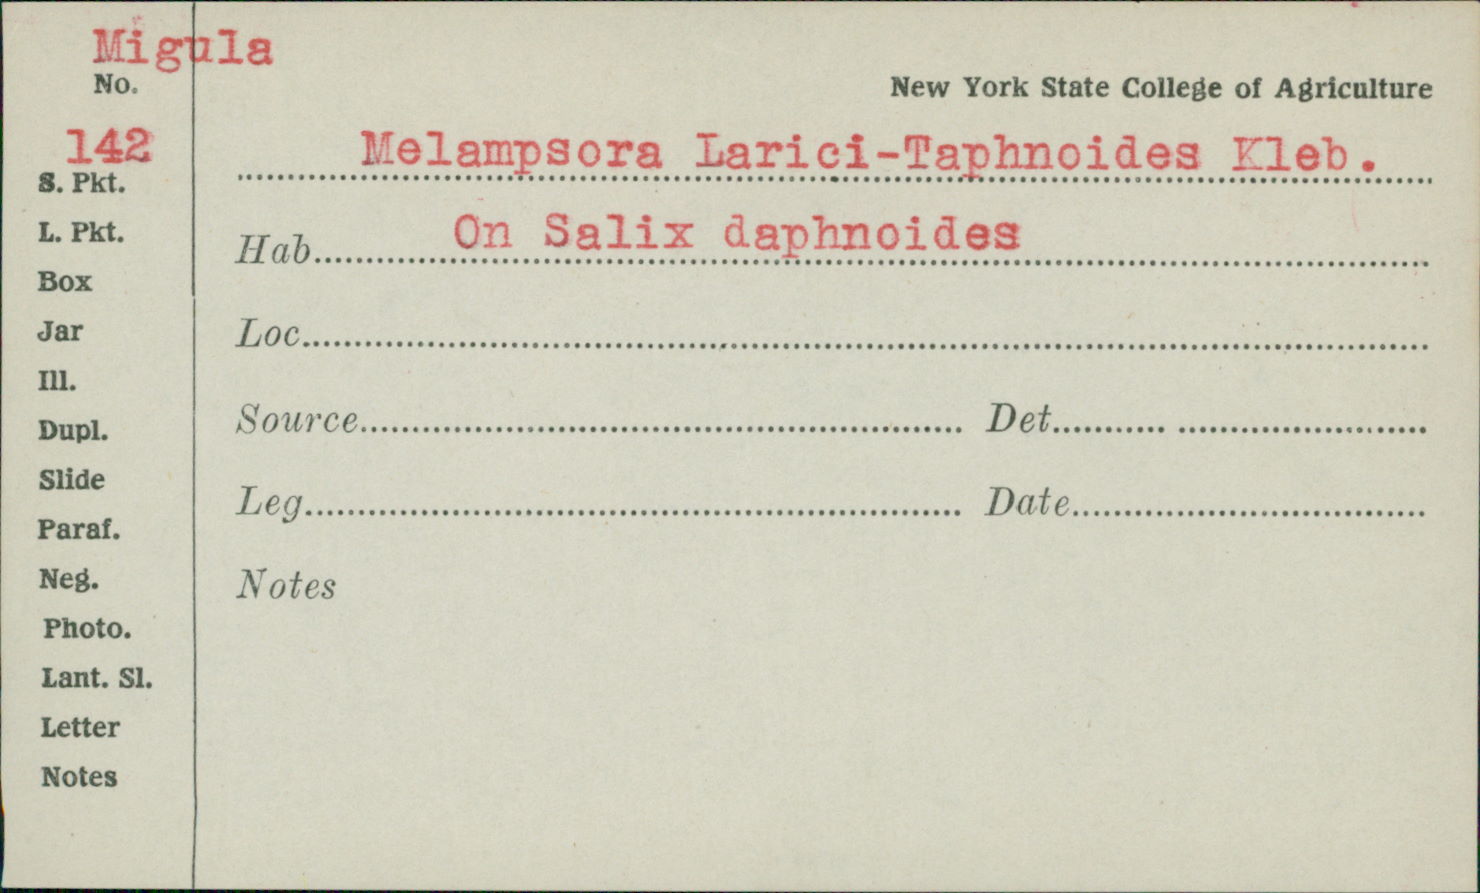 Migula
No.
New York State College of Agriculture
142
Melampsora Larici-Taphnoides Kleb.
S. Pkt.
L. Pkt.
Hab. On Salix daphnoides
Box
Jar
Loc.
Ill.
Dupl.
Source Det.
Slide
Leg. Date
Paraf.
Neg.
Notes
Photo.
Lant. Sl.
Letter
Notes